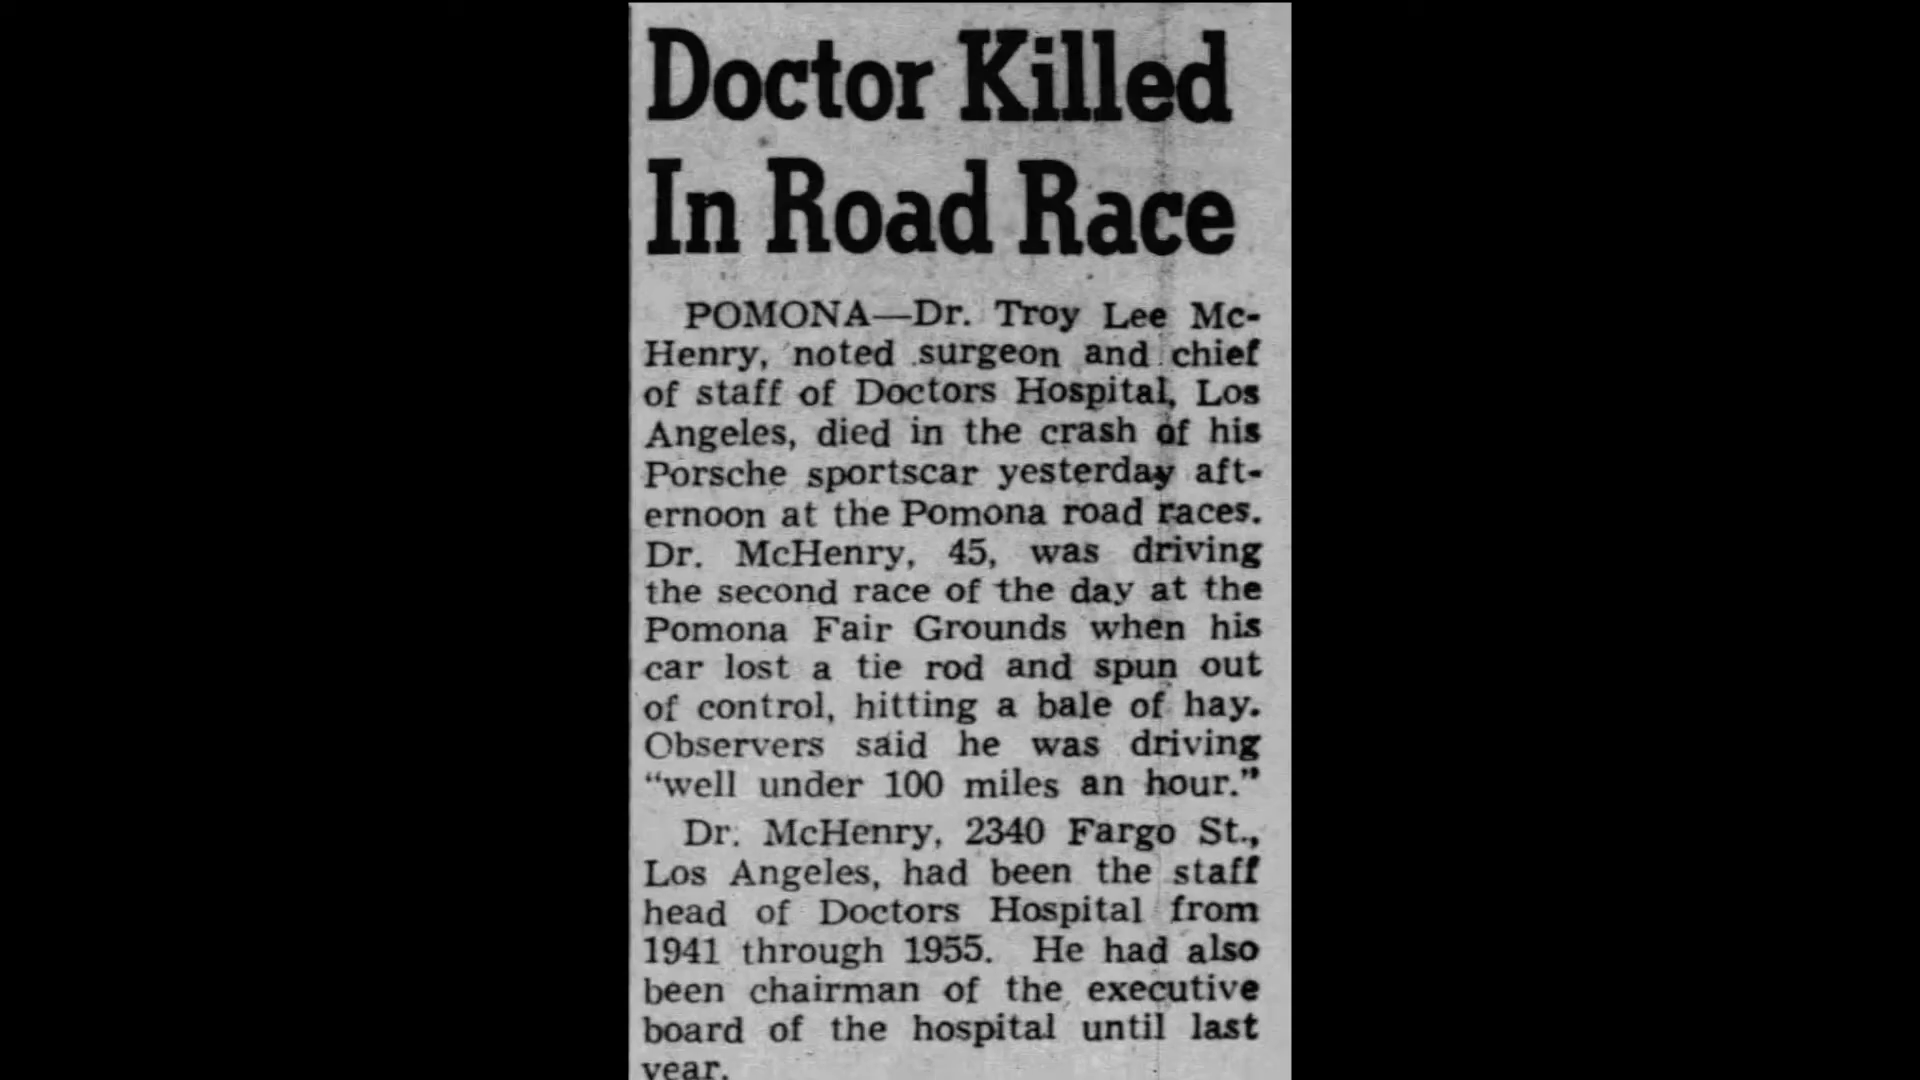 Doctor Killed
In Road Race
POMONA—Dr. Troy Lee Mc-
Henry, noted surgeon and chief
of staff of Doctors Hospital, Los
Angeles, died in the crash of his
Porsche sportscar yesterday aft-
ernoon at the Pomona road races.
Dr. McHenry, 45, was driving
the second race of the day at the
Pomona Fair Grounds when his
car lost a tie rod and spun out
of control, hitting a bale of hay.
Observers said he was driving
“well under 100 miles an hour.”
Dr. McHenry, 2340 Fargo St.,
Los Angeles, had been the staff
head of Doctors Hospital from
1941 through 1955. He had also
been chairman of the executive
board of the hospital until last
year.